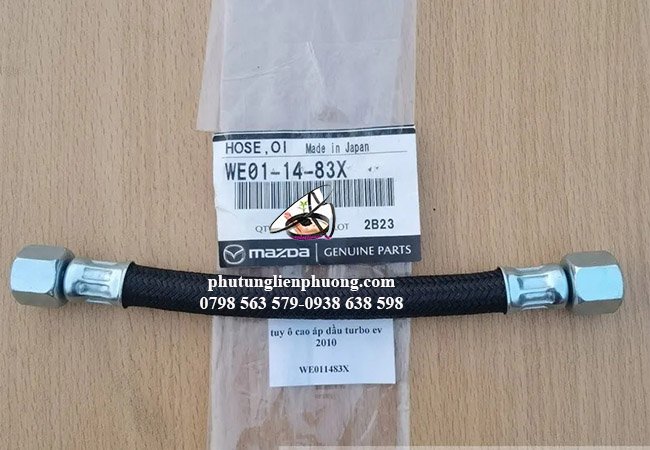 HOSE,OI Made in Japan
WE01-14-83X
LOT 2B23
mazda GENUINE PARTS
phutunglienphuong.com
0798 563 579-0938 638 598
tuy ô cao áp dầu turbo ev
2010
WE011483X